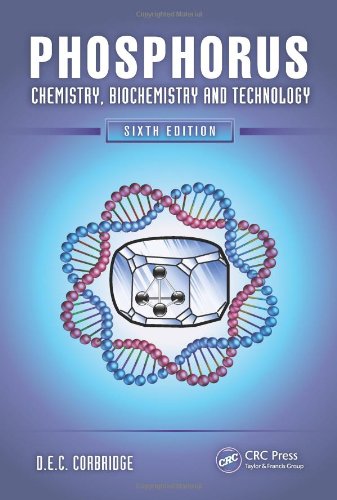 PHOSPHORUS
CHEMISTRY, BIOCHEMISTRY AND TECHNOLOGY
SIXTH EDITION
D.E.C. CORBRIDGE
CRC
CRC Press
Taylor & Francis Group